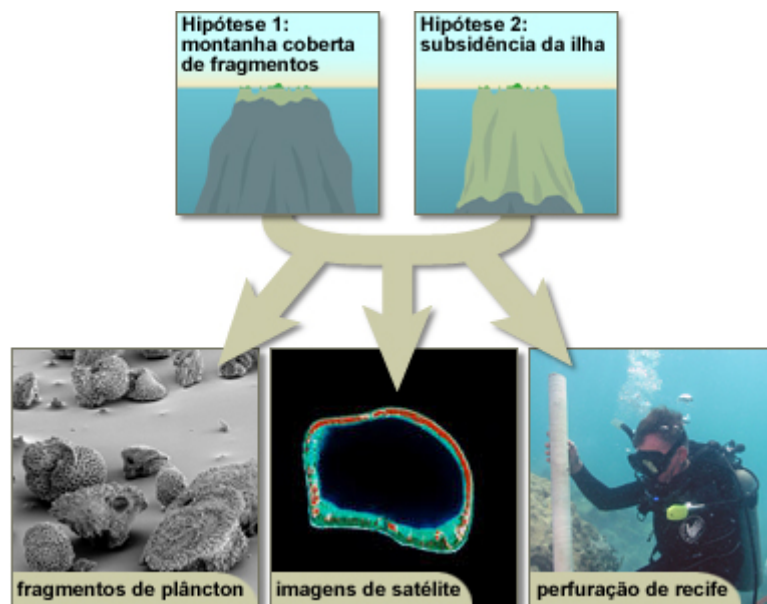 Hipótese 1:
montanha coberta
de fragmentos
Hipótese 2:
subsidência da ilha
fragmentos de plâncton
imagens de satélite
perfuração de recife